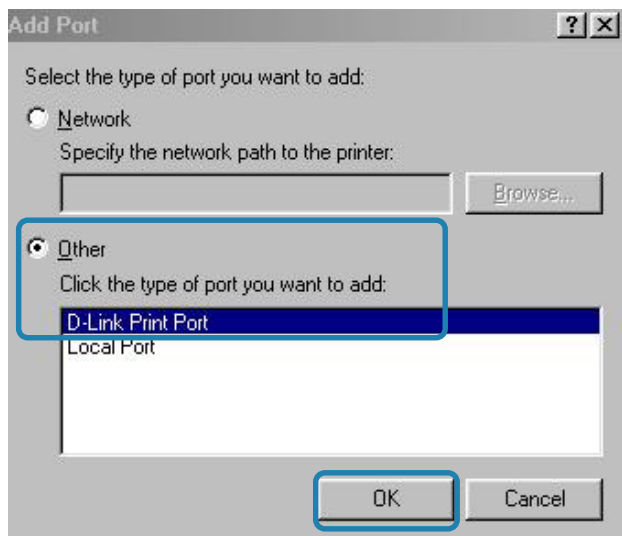 Add Port
Select the type of port you want to add:
Network
Specify the network path to the printer:
Browse...
Other
Click the type of port you want to add:
D-Link Print Port
Local Port
OK Cancel